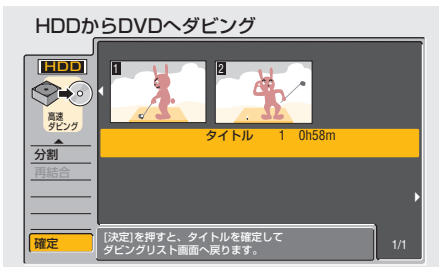 HDDからDVDへダビング
HDD
高速
ダビング
分割
再結合
確定
1
2
タイトル 1 0h58m
[決定]を押すと、タイトルを確定して
ダビングリスト画面へ戻ります。
1/1